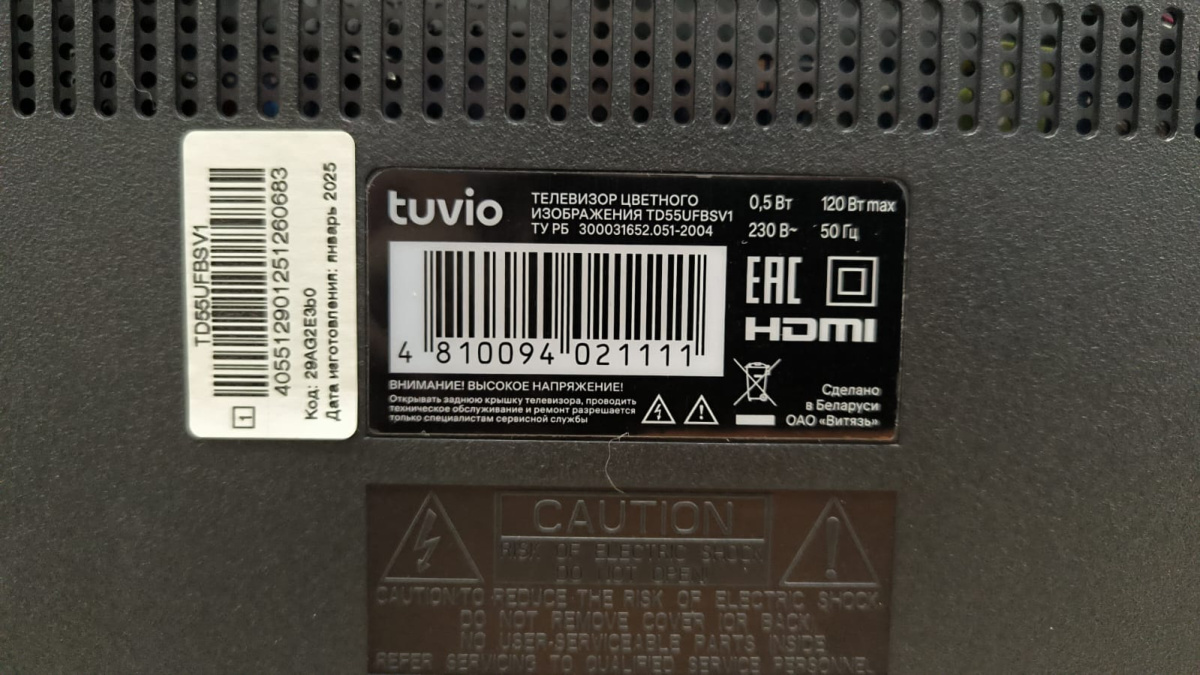 TD55UFBSV1
405512901251260683
Код: 29AG2E3b0
Дата изготовления: январь 2025
1
tuvio
ТЕЛЕВИЗОР ЦВЕТНОГО
ИЗОБРАЖЕНИЯ TD55UFBSV1
ТУ РБ 300031652.051-2004
0,5 Вт 120 Вт max
230 В~ 50 Гц
4 810094 021111
EAC
HDMI
ВНИМАНИЕ! ВЫСОКОЕ НАПРЯЖЕНИЕ!
Открывать заднюю крышку телевизора, проводить
техническое обслуживание и ремонт разрешается
только специалистам сервисной службы
Сделано
в Беларуси
ОАО «Витязь»
CAUTION
RISK OF ELECTRIC SHOCK
DO NOT OPEN
CAUTION TO REDUCE THE RISK OF ELECTRIC SHOCK.
DO NOT REMOVE COVER (OR BACK).
NO USER-SERVICEABLE PARTS INSIDE
REFER SERVICING TO QUALIFIED SERVICE PERSONNEL